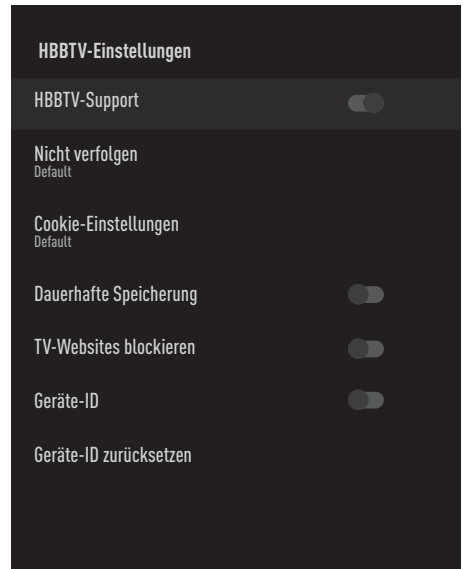 HBBTV-Einstellungen
HBBTV-Support
Nicht verfolgen
Default
Cookie-Einstellungen
Default
Dauerhafte Speicherung
TV-Websites blockieren
Geräte-ID
Geräte-ID zurücksetzen